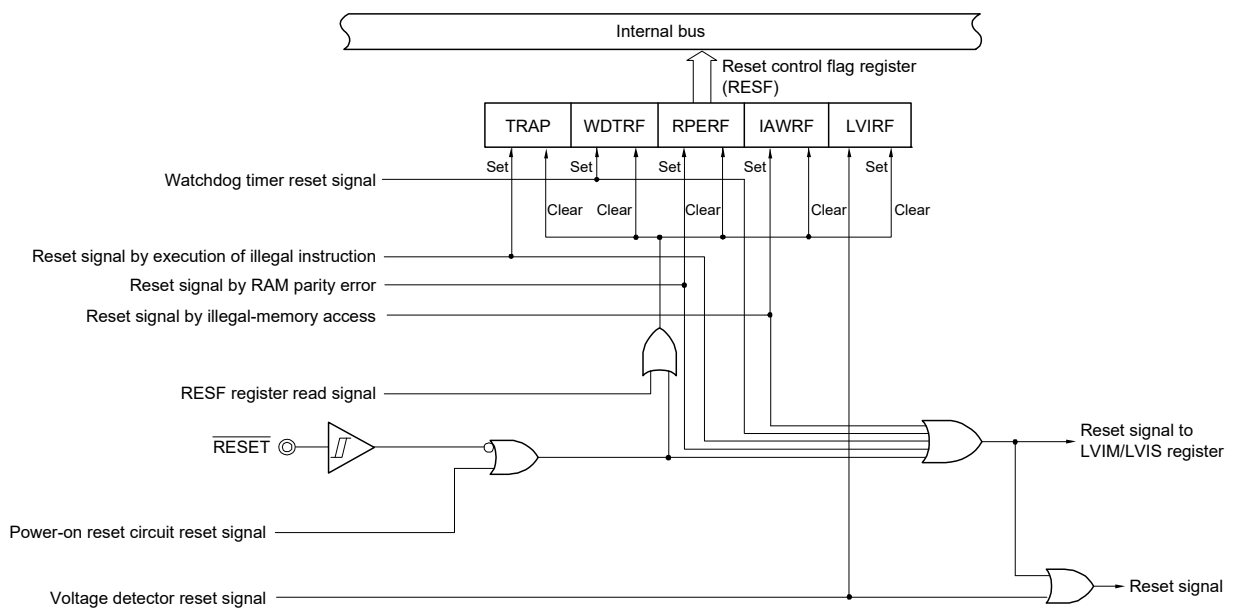 Internal bus
Reset control flag register
(RESF)
TRAP WDTRF RPERF IAWRF LVIRF
Set Set Set Set Set
Watchdog timer reset signal
Clear Clear Clear Clear Clear
Reset signal by execution of illegal instruction
Reset signal by RAM parity error
Reset signal by illegal-memory access
RESF register read signal
RESET
Reset signal to
LVIM/LVIS register
Power-on reset circuit reset signal
Reset signal
Voltage detector reset signal